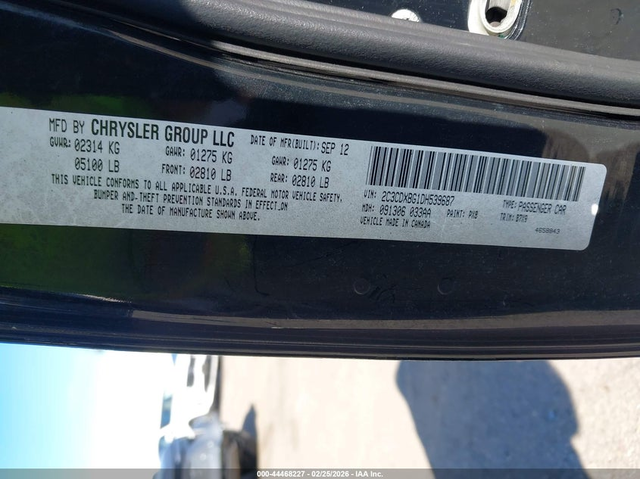 MFD BY CHRYSLER GROUP LLC DATE OF MFR(BUILT): SEP 12
GVWR: 02314 KG GAWR: 01275 KG GAWR: 01275 KG
05100 LB FRONT: 02810 LB REAR: 02810 LB
THIS VEHICLE CONFORMS TO ALL APPLICABLE U.S.A. FEDERAL MOTOR VEHICLE SAFETY,
BUMPER AND-THEFT PREVENTION STANDARDS IN EFFECT ON THE
DATE OF MANUFACTURE SHOWN ABOVE.
VIN: 2C3CDXBG1DH539687 TYPE: PASSENGER CAR
MDH: 091306 033AA PAINT: PX8 TRIM: B7X9
VEHICLE MADE IN CANADA 4658043
000-44468227 - 02/25/2026 - IAA Inc.